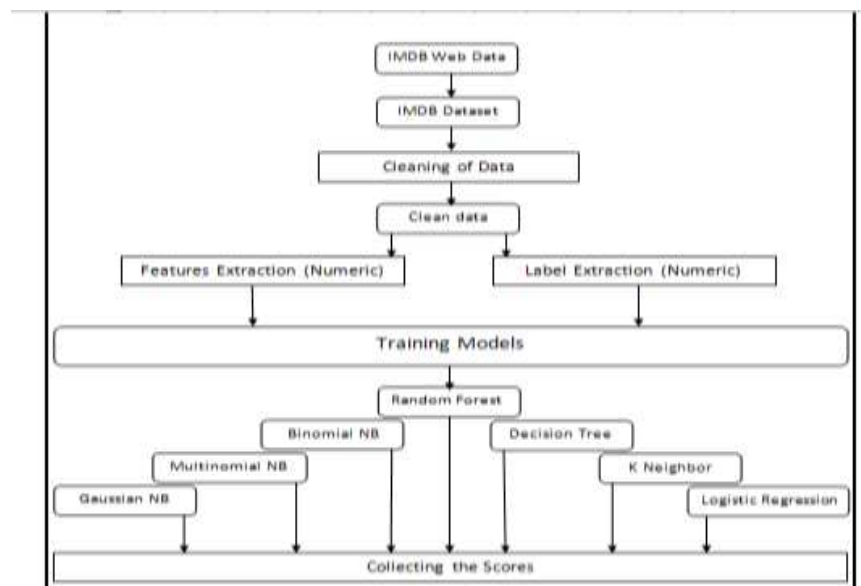 IMDB Web Data
IMDB Dataset
Cleaning of Data
Clean data
Features Extraction (Numeric)
Label Extraction (Numeric)
Training Models
Random Forest
Binomial NB
Decision Tree
Multinomial NB
K Neighbor
Gaussian NB
Logistic Regression
Collecting the Scores